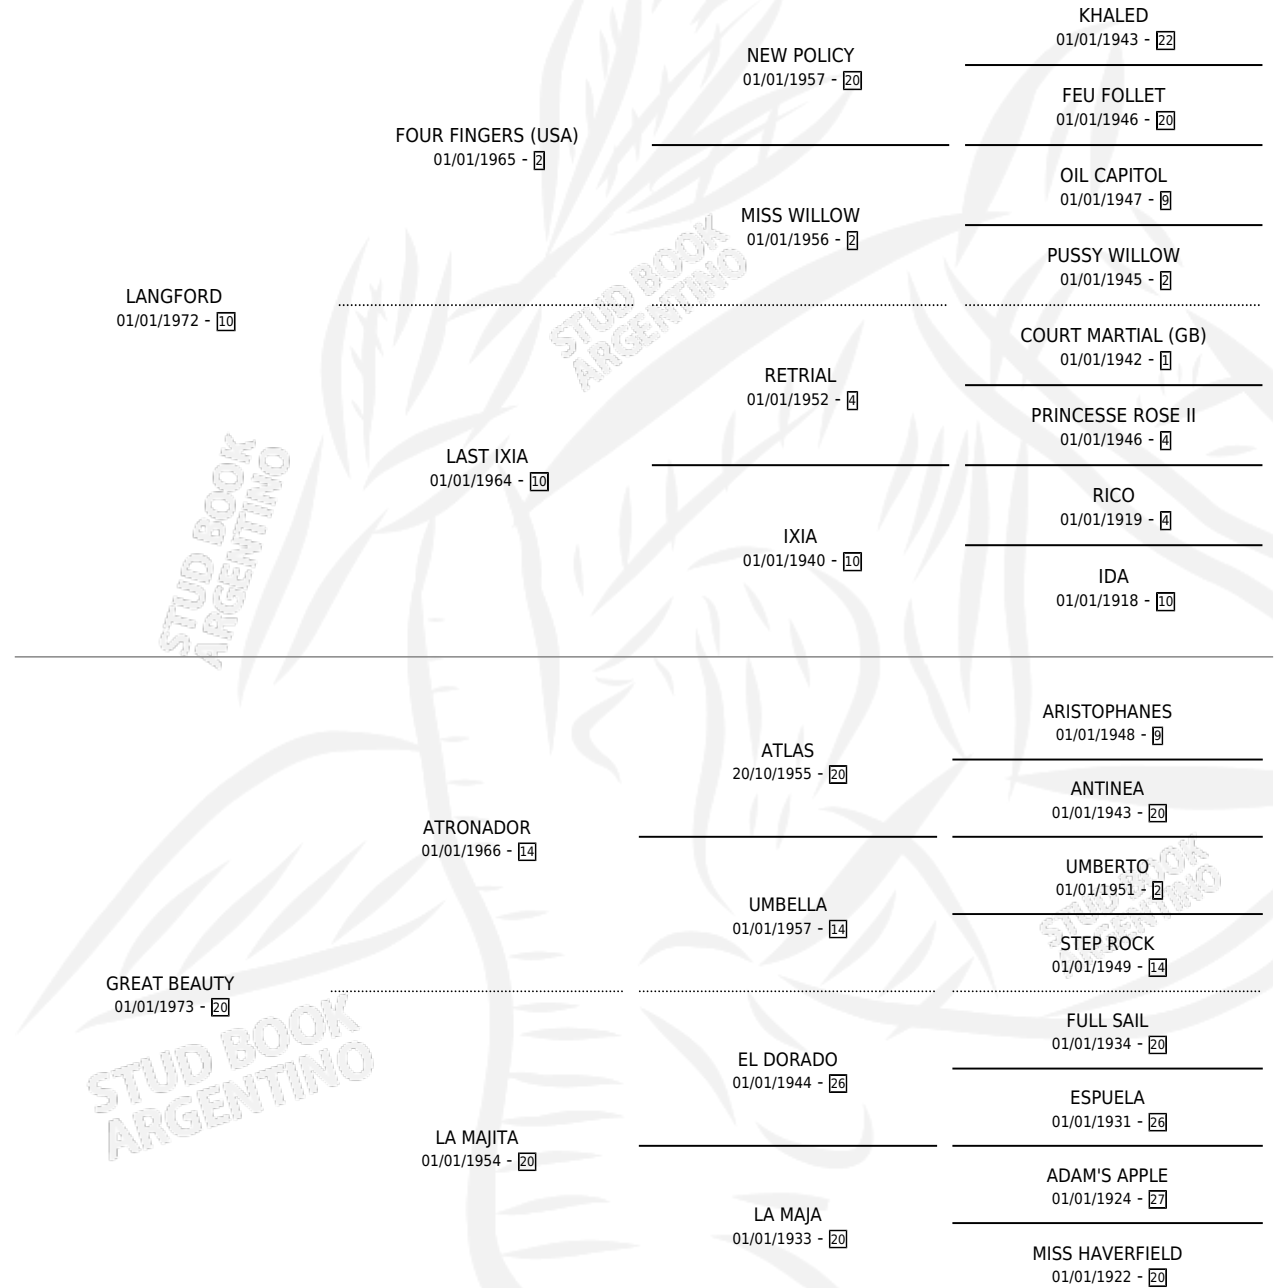 KHALED
01/01/1943 - 22
NEW POLICY
01/01/1957 - 20
FEU FOLLET
01/01/1946 - 20
FOUR FINGERS (USA)
01/01/1965 - 2
OIL CAPITOL
01/01/1947 - 9
MISS WILLOW
01/01/1956 - 2
PUSSY WILLOW
01/01/1945 - 2
LANGFORD
01/01/1972 - 10
STUD BOOK
ARGENTINO
COURT MARTIAL (GB)
01/01/1942 - 1
RETRIAL
01/01/1952 - 4
PRINCESSE ROSE II
01/01/1946 - 4
LAST IXIA
01/01/1964 - 10
RICO
01/01/1919 - 4
IXIA
01/01/1940 - 10
IDA
01/01/1918 - 10
STUD BOOK
ARGENTINO
ARISTOPHANES
01/01/1948 - 9
ATLAS
20/10/1955 - 20
ANTINEA
01/01/1943 - 20
ATRONADOR
01/01/1966 - 14
UMBERTO
01/01/1951 - 2
UMBELLA
01/01/1957 - 14
STUD BOOK
ARGENTINO
STEP ROCK
01/01/1949 - 14
GREAT BEAUTY
01/01/1973 - 20
FULL SAIL
01/01/1934 - 20
EL DORADO
01/01/1944 - 26
STUD BOOK
ARGENTINO
ESPUELA
01/01/1931 - 26
LA MAJITA
01/01/1954 - 20
ADAM'S APPLE
01/01/1924 - 27
LA MAJA
01/01/1933 - 20
MISS HAVERFIELD
01/01/1922 - 20